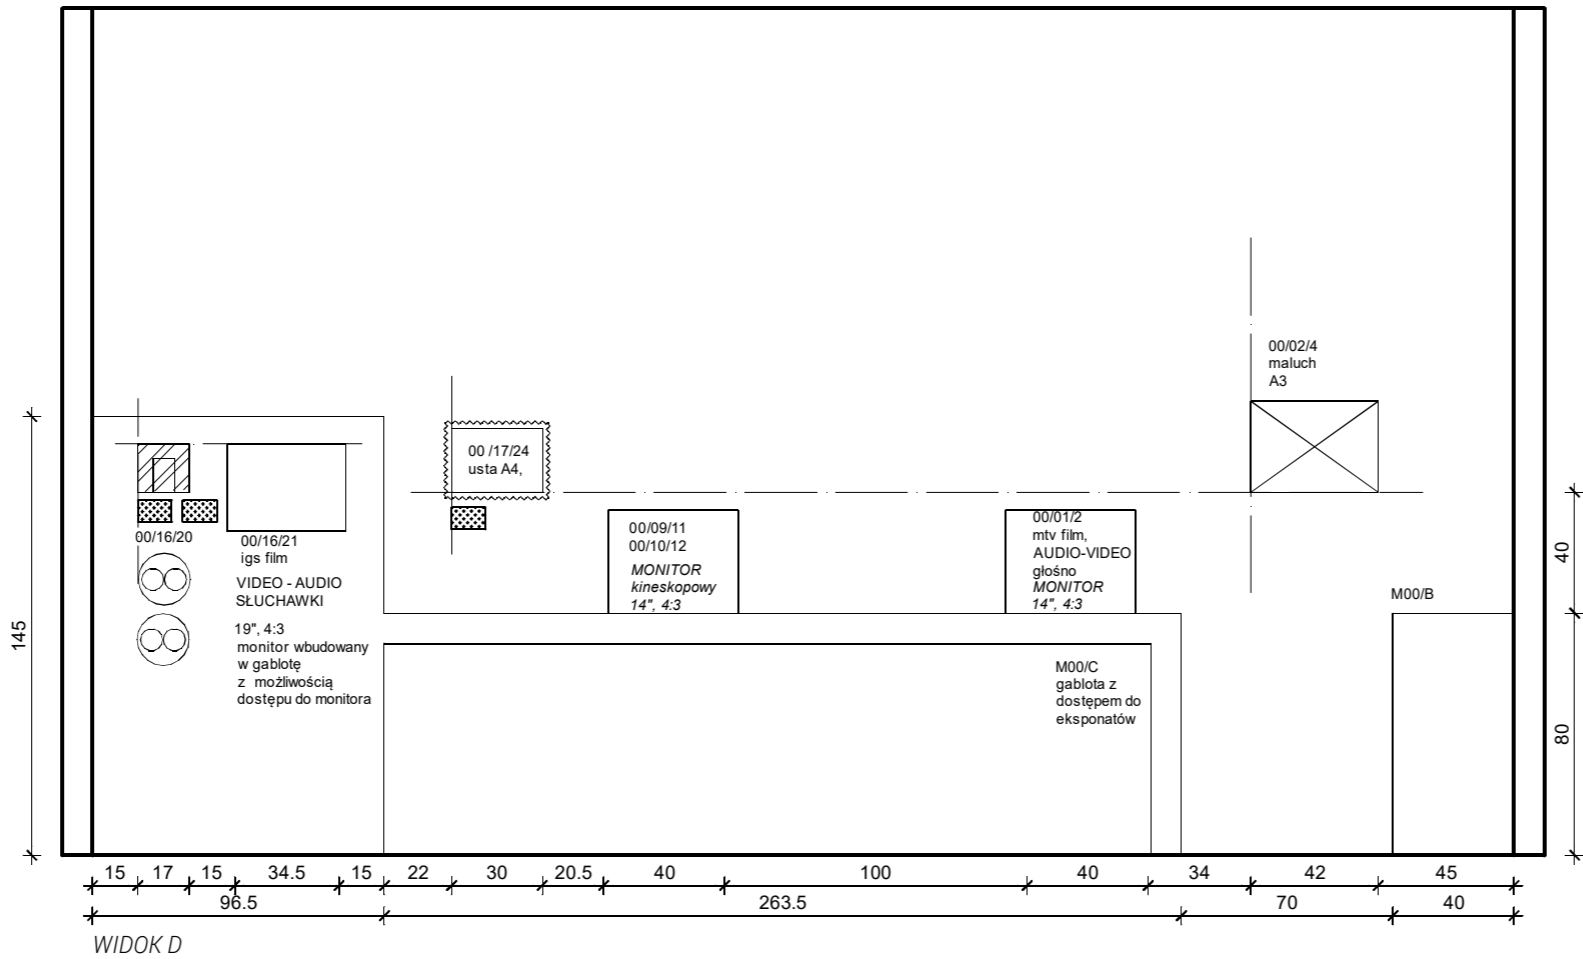 00/02/4
maluch
A3
00 /17/24
usta A4,
00/16/20
00/16/21
igs film
VIDEO - AUDIO
SŁUCHAWKI
19", 4:3
monitor wbudowany
w gablotę
z  możliwością
dostępu do monitora
00/09/11
00/10/12
MONITOR
kineskopowy
14", 4:3
00/01/2
mtv film,
AUDIO-VIDEO
głośno
MONITOR
14", 4:3
M00/B
M00/C
gablota z
dostępem do
eksponatów
145
40
80
15 17 15 34.5 15 22 30 20.5 40 100 40 34 42 45
96.5 263.5 70 40
WIDOK D